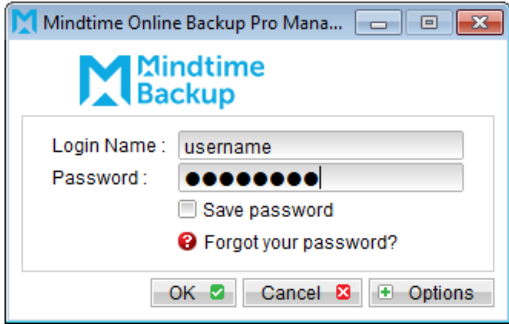 Mindtime Online Backup Pro Mana...
Mindtime
Backup
Login Name : username
Password : ●●●●●●●●
Save password
Forgot your password?
OK Cancel Options